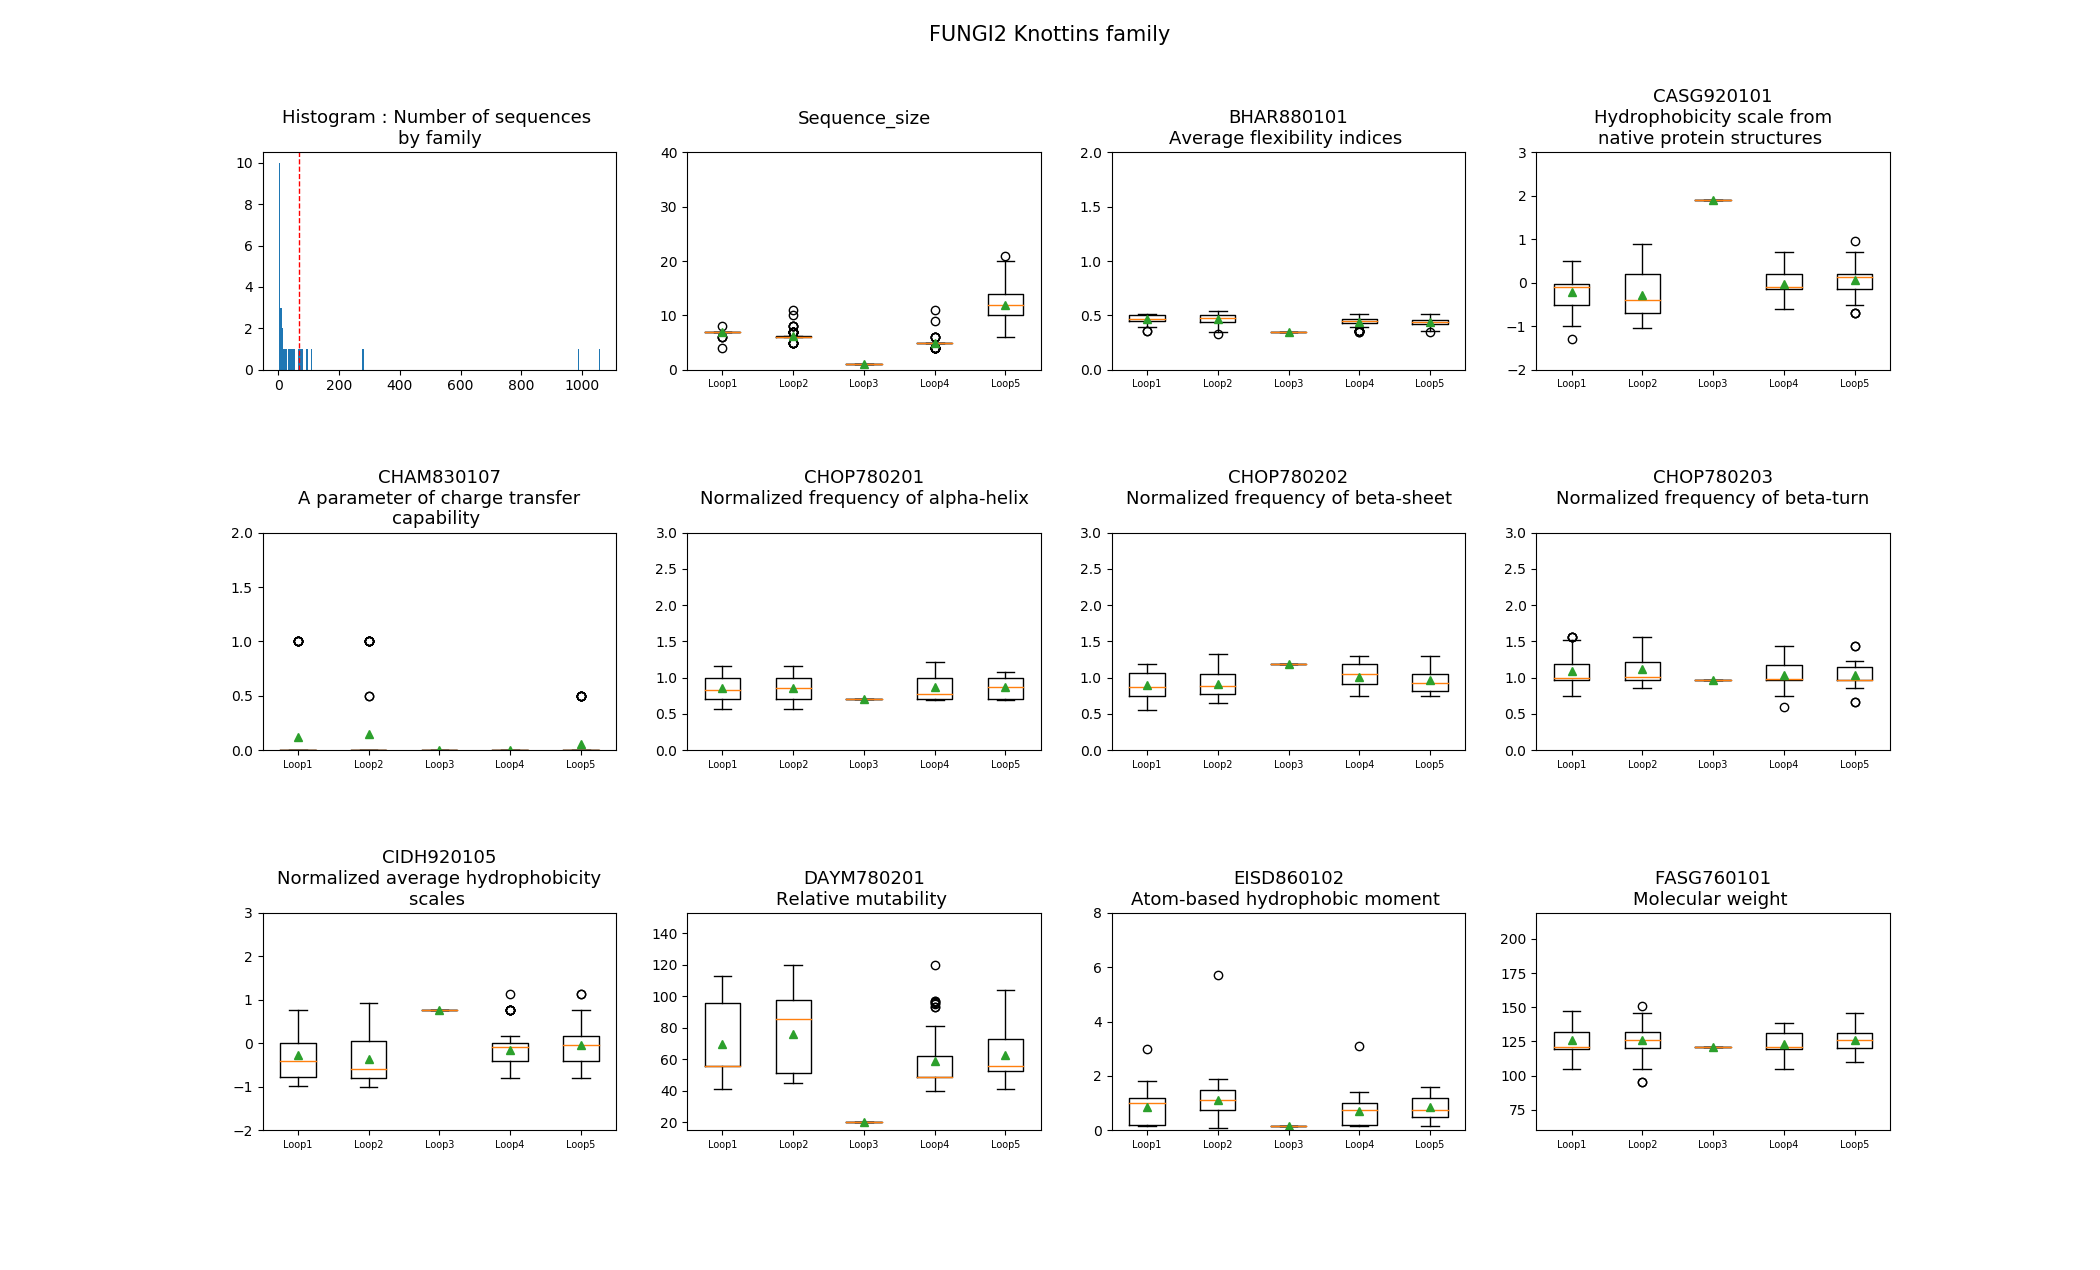 FUNGI2 Knottins family
Histogram : Number of sequences
by family
10
8
6
4
2
0
0 200 400 600 800 1000
Sequence_size
40
30
20
10
0
Loop1 Loop2 Loop3 Loop4 Loop5
BHAR880101
Average flexibility indices
2.0
1.5
1.0
0.5
0.0
Loop1 Loop2 Loop3 Loop4 Loop5
CASG920101
Hydrophobicity scale from
native protein structures
3
2
1
0
−1
−2
Loop1 Loop2 Loop3 Loop4 Loop5
CHAM830107
A parameter of charge transfer
capability
2.0
1.5
1.0
0.5
0.0
Loop1 Loop2 Loop3 Loop4 Loop5
CHOP780201
Normalized frequency of alpha-helix
3.0
2.5
2.0
1.5
1.0
0.5
0.0
Loop1 Loop2 Loop3 Loop4 Loop5
CHOP780202
Normalized frequency of beta-sheet
3.0
2.5
2.0
1.5
1.0
0.5
0.0
Loop1 Loop2 Loop3 Loop4 Loop5
CHOP780203
Normalized frequency of beta-turn
3.0
2.5
2.0
1.5
1.0
0.5
0.0
Loop1 Loop2 Loop3 Loop4 Loop5
CIDH920105
Normalized average hydrophobicity
scales
3
2
1
0
−1
−2
Loop1 Loop2 Loop3 Loop4 Loop5
DAYM780201
Relative mutability
140
120
100
80
60
40
20
Loop1 Loop2 Loop3 Loop4 Loop5
EISD860102
Atom-based hydrophobic moment
8
6
4
2
0
Loop1 Loop2 Loop3 Loop4 Loop5
FASG760101
Molecular weight
200
175
150
125
100
75
Loop1 Loop2 Loop3 Loop4 Loop5